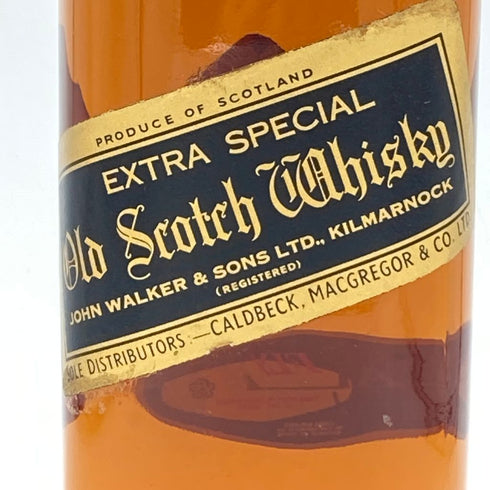 PRODUCE OF SCOTLAND
EXTRA SPECIAL
Old Scotch Whisky
JOHN WALKER & SONS LTD., KILMARNOCK
(REGISTERED)
SOLE DISTRIBUTORS:—CALDBECK, MACGREGOR & CO. LTD